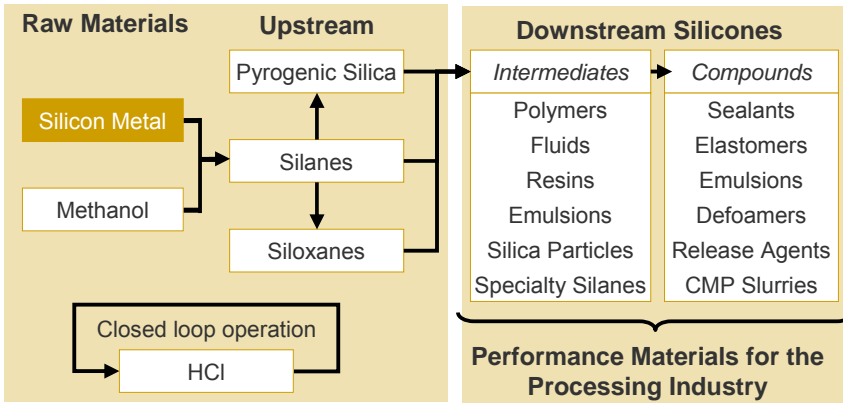 Raw Materials
Upstream
Downstream Silicones
Pyrogenic Silica
Silicon Metal
Silanes
Methanol
Siloxanes
Closed loop operation
HCl
Intermediates
Polymers
Fluids
Resins
Emulsions
Silica Particles
Specialty Silanes
Compounds
Sealants
Elastomers
Emulsions
Defoamers
Release Agents
CMP Slurries
Performance Materials for the
Processing Industry